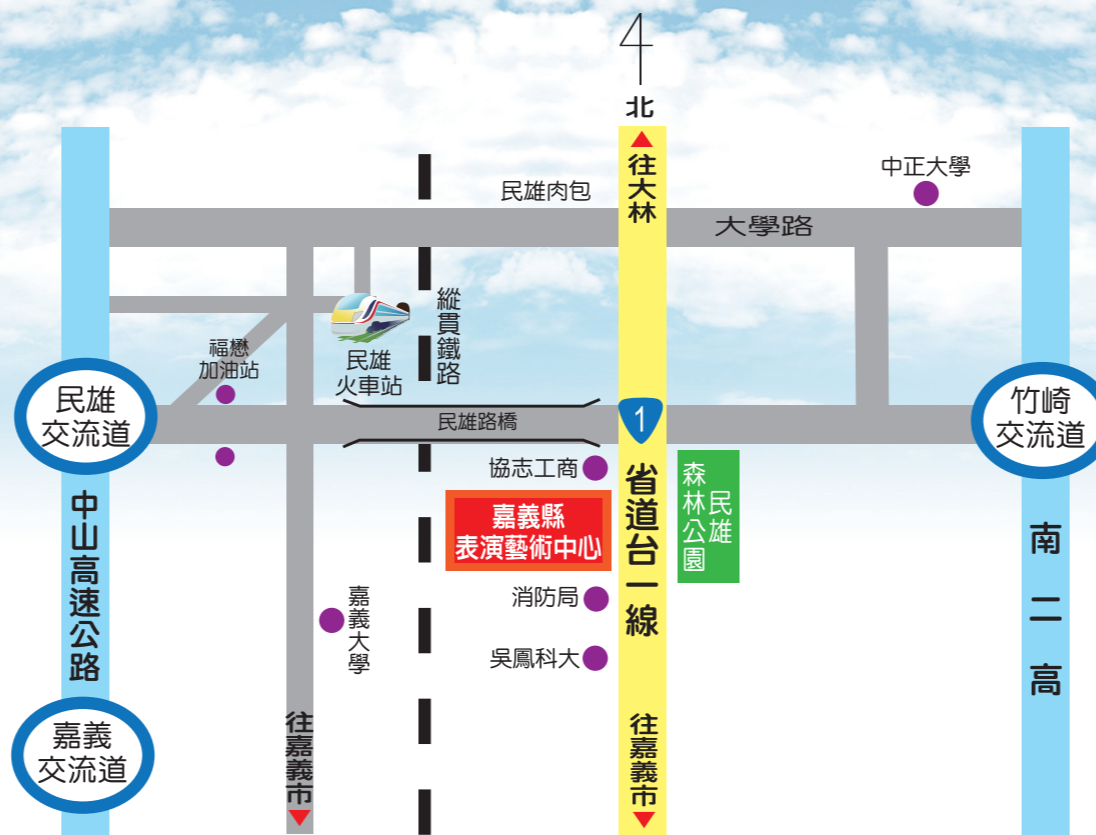 北
往大林
中正大學
民雄肉包
大學路
縱貫鐵路
福懋
加油站
民雄
火車站
民雄
交流道
民雄路橋
1
竹崎
交流道
協志工商
省道台一線
民雄
森林公園
嘉義縣
表演藝術中心
中山高速公路
南二高
消防局
嘉義大學
吳鳳科大
嘉義
交流道
往嘉義市
往嘉義市